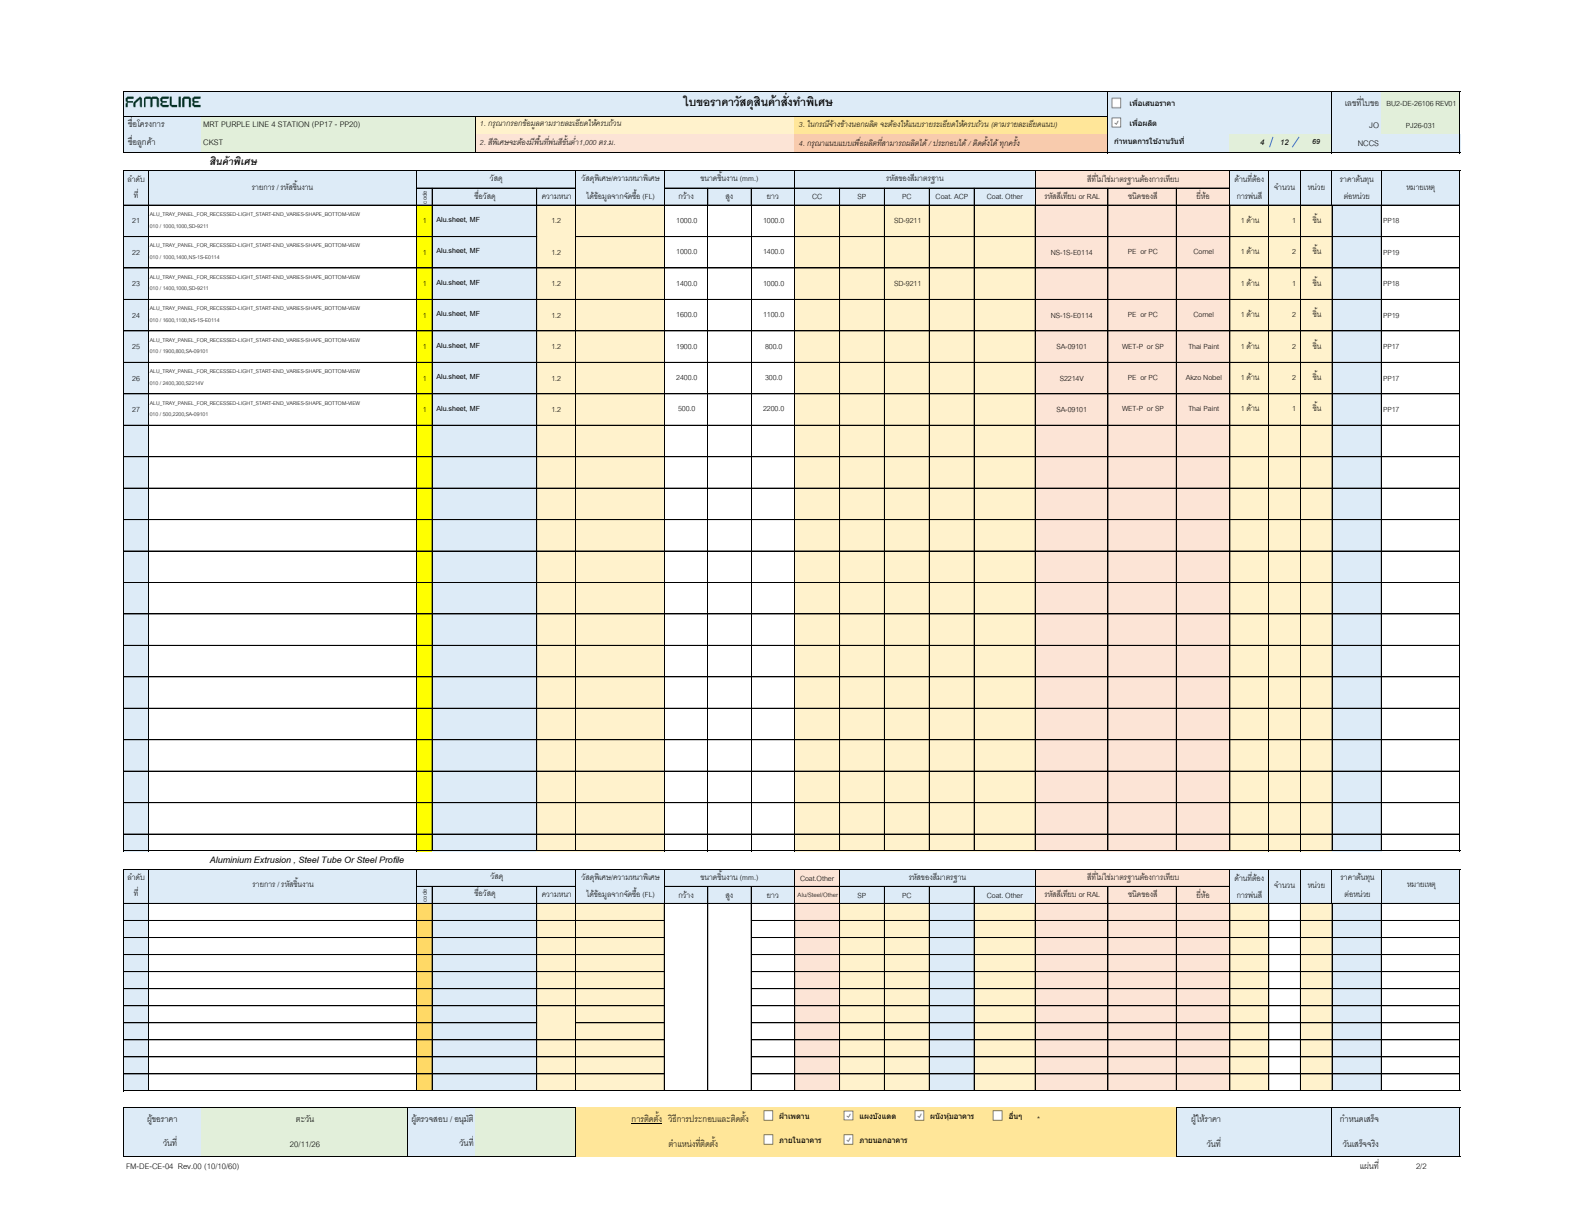 FAMELINE
ใบขอราคาวัสดุสินค้าสั่งทำพิเศษ
เพื่อเสนอราคา
เลขที่ใบขอ BU2-DE-26106 REV01
ชื่อโครงการ MRT PURPLE LINE 4 STATION (PP17 - PP20)
1. กรุณากรอกข้อมูลตามรายละเอียดให้ครบถ้วน
3. ในกรณีจ้างข้างนอกผลิต จะต้องให้แนบรายระเอียดให้ครบถ้วน (ตามรายละเอียดแนบ)
เพื่อผลิต
JO PJ26-031
ชื่อลูกค้า CKST
2. สีพิเศษจะต้องมีพื้นที่พ่นสีขั้นต่ำ 1,000 ตร.ม.
4. กรุณาแนบแบบเพื่อผลิตที่สามารถผลิตได้ / ประกอบได้ / ติดตั้งได้ ทุกครั้ง
กำหนดการใช้งานวันที่ 4 / 12 / 69
NCCS
สินค้าพิเศษ
ลำดับ วัสดุ วัสดุพิเศษ/ความหนาพิเศษ ขนาดชิ้นงาน (mm.) รหัสของสีมาตรฐาน สีที่ไม่ใช่มาตรฐานต้องการเทียบ ด้านที่ต้อง ราคาต้นทุน
ที่ รายการ / รหัสชิ้นงาน code ชื่อวัสดุ ความหนา ใส่ข้อมูลจากจัดซื้อ (FL) กว้าง สูง ยาว CC SP PC Coat. ACP Coat. Other รหัสสีเทียบ or RAL ชนิดของสี ยี่ห้อ การพ่นสี จำนวน หน่วย ต่อหน่วย หมายเหตุ
ALU_TRAY_PANEL_FOR_RECESSED-LIGHT_START-END_VARIES-SHAPE_BOTTOM-VIEW
21 1 Alu.sheet, MF 1.2 1000.0 1000.0 SD-9211 1 ด้าน 1 ชิ้น PP18
010 / 1000,1000,SD-9211
ALU_TRAY_PANEL_FOR_RECESSED-LIGHT_START-END_VARIES-SHAPE_BOTTOM-VIEW
22 1 Alu.sheet, MF 1.2 1000.0 1400.0 NS-1S-E0114 PE or PC Comel 1 ด้าน 2 ชิ้น PP19
010 / 1000,1400,NS-1S-E0114
ALU_TRAY_PANEL_FOR_RECESSED-LIGHT_START-END_VARIES-SHAPE_BOTTOM-VIEW
23 1 Alu.sheet, MF 1.2 1400.0 1000.0 SD-9211 1 ด้าน 1 ชิ้น PP18
010 / 1400,1000,SD-9211
ALU_TRAY_PANEL_FOR_RECESSED-LIGHT_START-END_VARIES-SHAPE_BOTTOM-VIEW
24 1 Alu.sheet, MF 1.2 1600.0 1100.0 NS-1S-E0114 PE or PC Comel 1 ด้าน 2 ชิ้น PP19
010 / 1600,1100,NS-1S-E0114
ALU_TRAY_PANEL_FOR_RECESSED-LIGHT_START-END_VARIES-SHAPE_BOTTOM-VIEW
25 1 Alu.sheet, MF 1.2 1900.0 800.0 SA-09101 WET-P or SP Thai Paint 1 ด้าน 2 ชิ้น PP17
010 / 1900,800,SA-09101
ALU_TRAY_PANEL_FOR_RECESSED-LIGHT_START-END_VARIES-SHAPE_BOTTOM-VIEW
26 1 Alu.sheet, MF 1.2 2400.0 300.0 S2214V PE or PC Akzo Nobel 1 ด้าน 2 ชิ้น PP17
010 / 2400,300,S2214V
ALU_TRAY_PANEL_FOR_RECESSED-LIGHT_START-END_VARIES-SHAPE_BOTTOM-VIEW
27 1 Alu.sheet, MF 1.2 500.0 2200.0 SA-09101 WET-P or SP Thai Paint 1 ด้าน 1 ชิ้น PP17
010 / 500,2200,SA-09101
Aluminium Extrusion , Steel Tube Or Steel Profile
ลำดับ วัสดุ วัสดุพิเศษ/ความหนาพิเศษ ขนาดชิ้นงาน (mm.) Coat.Other รหัสของสีมาตรฐาน สีที่ไม่ใช่มาตรฐานต้องการเทียบ ด้านที่ต้อง ราคาต้นทุน
ที่ รายการ / รหัสชิ้นงาน code ชื่อวัสดุ ความหนา ใส่ข้อมูลจากจัดซื้อ (FL) กว้าง สูง ยาว Alu/Steel/Other SP PC Coat. Other รหัสสีเทียบ or RAL ชนิดของสี ยี่ห้อ การพ่นสี จำนวน หน่วย ต่อหน่วย หมายเหตุ
ผู้ขอราคา ตะวัน ผู้ตรวจสอบ / อนุมัติ การติดตั้ง วิธีการประกอบและติดตั้ง ฝ้าเพดาน แผงบังแดด ผนังหุ้มอาคาร อื่นๆ ผู้ให้ราคา กำหนดเสร็จ
วันที่ 20/11/26 วันที่ ตำแหน่งที่ติดตั้ง ภายในอาคาร ภายนอกอาคาร วันที่ วันเสร็จจริง
FM-DE-CE-04 Rev.00 (10/10/60)
แผ่นที่ 2/2